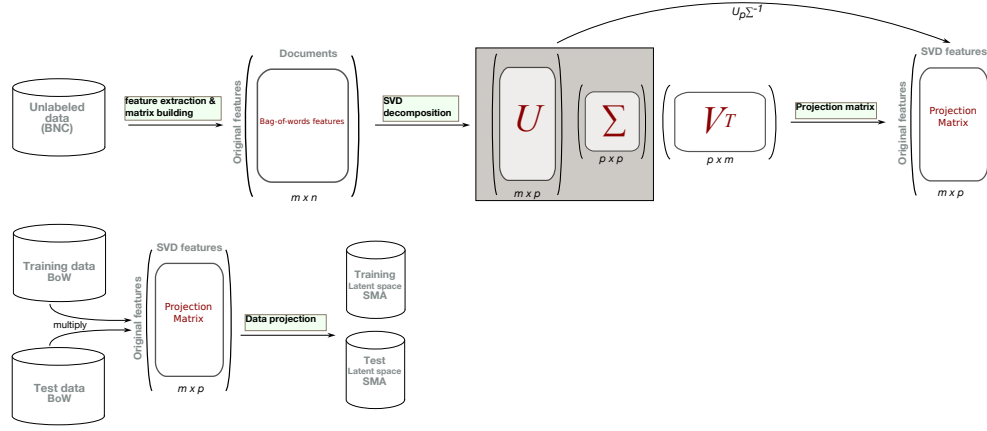 U_pΣ^-1
Documents
SVD features
Unlabeled
data
(BNC)
feature extraction &
matrix building
Original features
Bag-of-words features
m x n
SVD
decomposition
U
m x p
Σ
p x p
V^T
p x m
Projection matrix
Original features
Projection
Matrix
m x p
Training data
BoW
multiply
Test data
BoW
SVD features
Original features
Projection
Matrix
m x p
Data projection
Training
Latent space
SMA
Test
Latent space
SMA